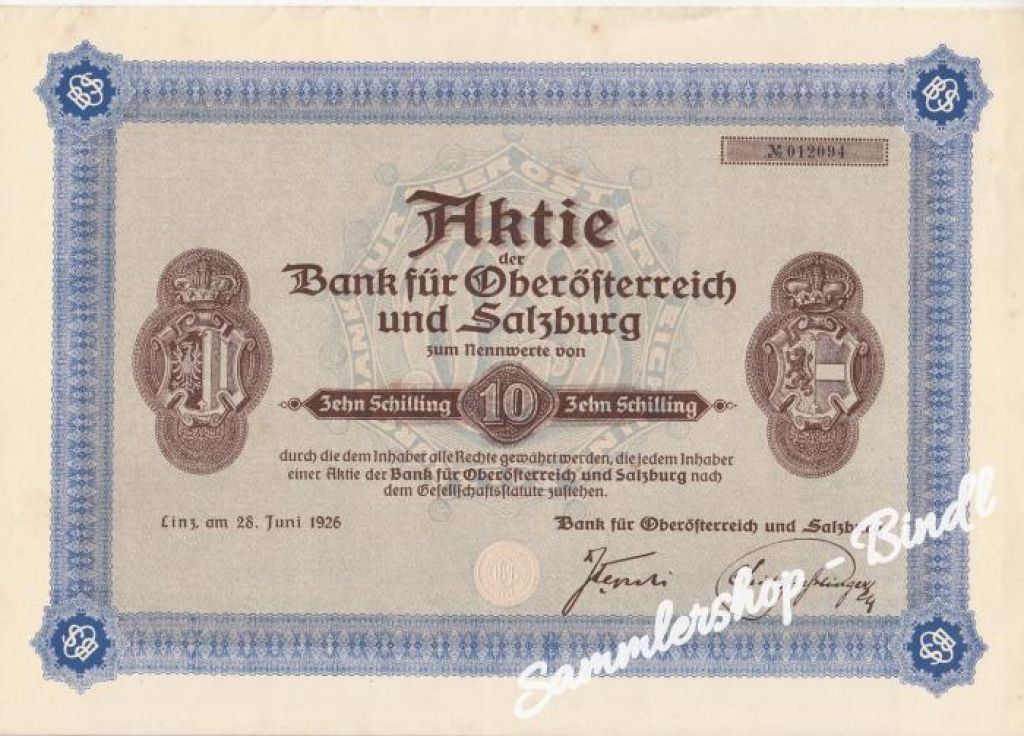 № 012094
Aktie
der
Bank für Oberösterreich
und Salzburg
zum Nennwerte von
Zehn Schilling 10 Zehn Schilling
durch die dem Inhaber alle Rechte gewährt werden, die jedem Inhaber
einer Aktie der Bank für Oberösterreich und Salzburg nach
dem Gesellschaftsstatute zustehen.
Linz, am 28. Juni 1926
Bank für Oberösterreich und Salzburg
Sammlershop - Bindl